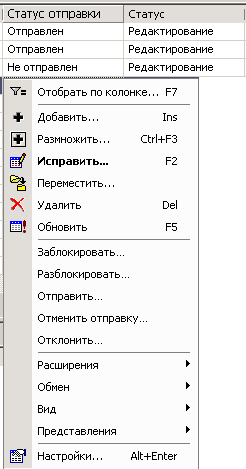 Статус отправки Статус
Отправлен Редактирование
Отправлен Редактирование
Не отправлен Редактирование
Отобрать по колонке... F7
Добавить... Ins
Размножить... Ctrl+F3
Исправить... F2
Переместить...
Удалить Del
Обновить F5
Заблокировать...
Разблокировать...
Отправить...
Отменить отправку...
Отклонить...
Расширения
Обмен
Вид
Представления
Настройки... Alt+Enter